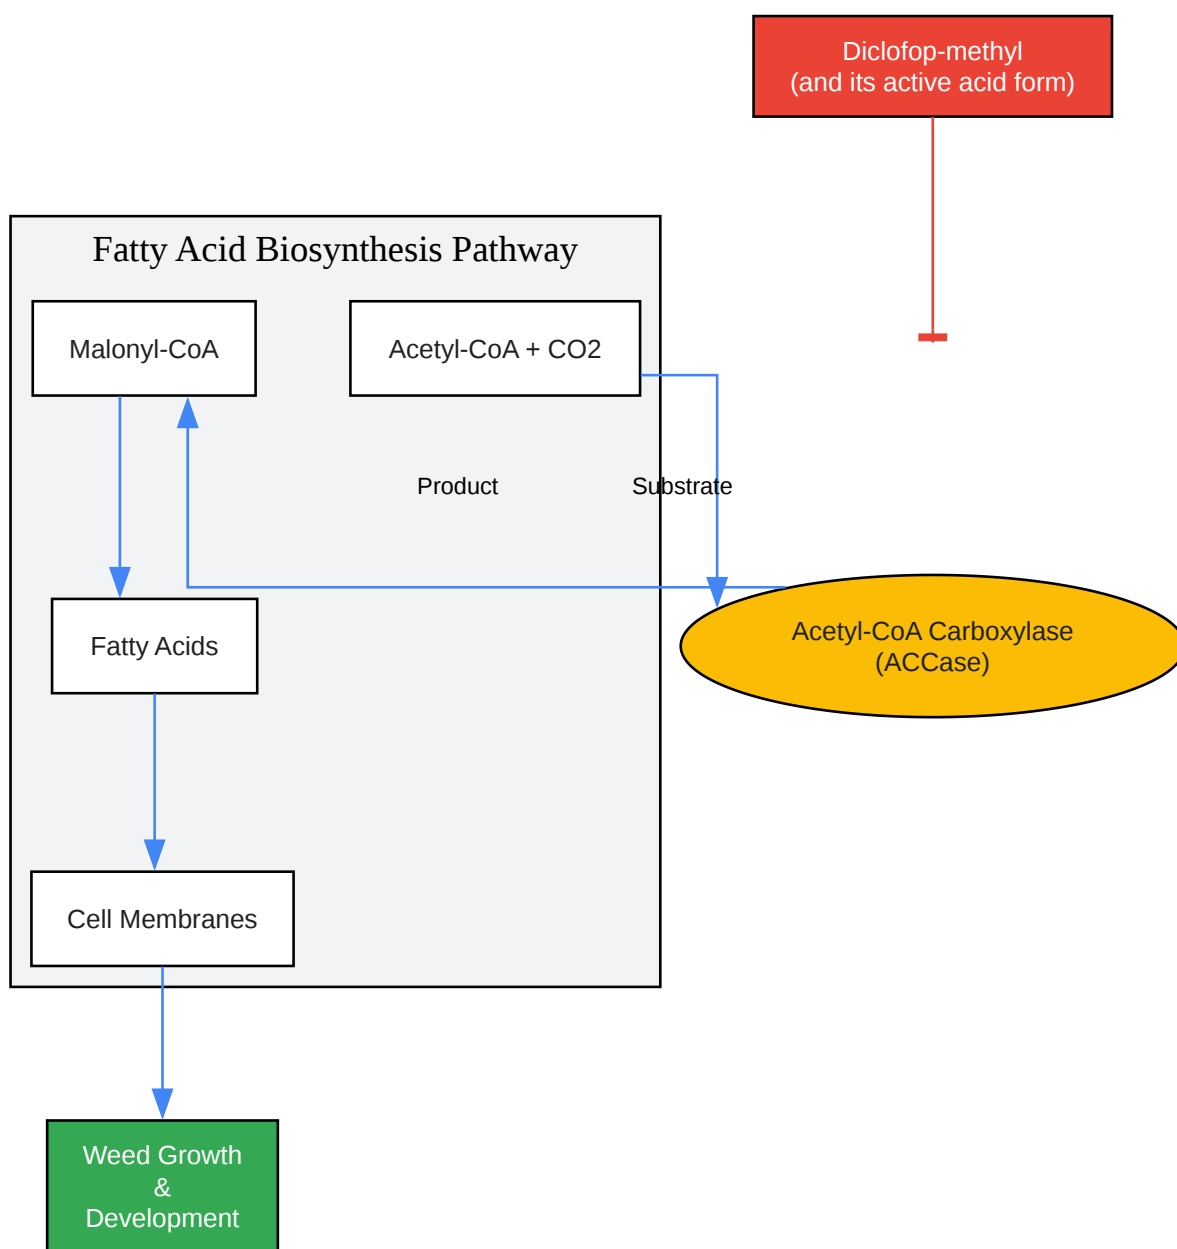 Diclofop-methyl
(and its active acid form)
Fatty Acid Biosynthesis Pathway
Malonyl-CoA
Acetyl-CoA + CO2
Product
Substrate
Fatty Acids
Acetyl-CoA Carboxylase
(ACCase)
Cell Membranes
Weed Growth
&
Development